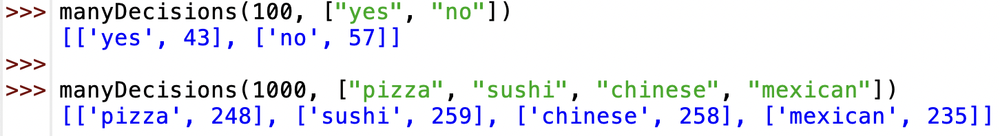 >>> manyDecisions(100, ["yes", "no"])
[['yes', 43], ['no', 57]]
>>>
>>> manyDecisions(1000, ["pizza", "sushi", "chinese", "mexican"])
[['pizza', 248], ['sushi', 259], ['chinese', 258], ['mexican', 235]]